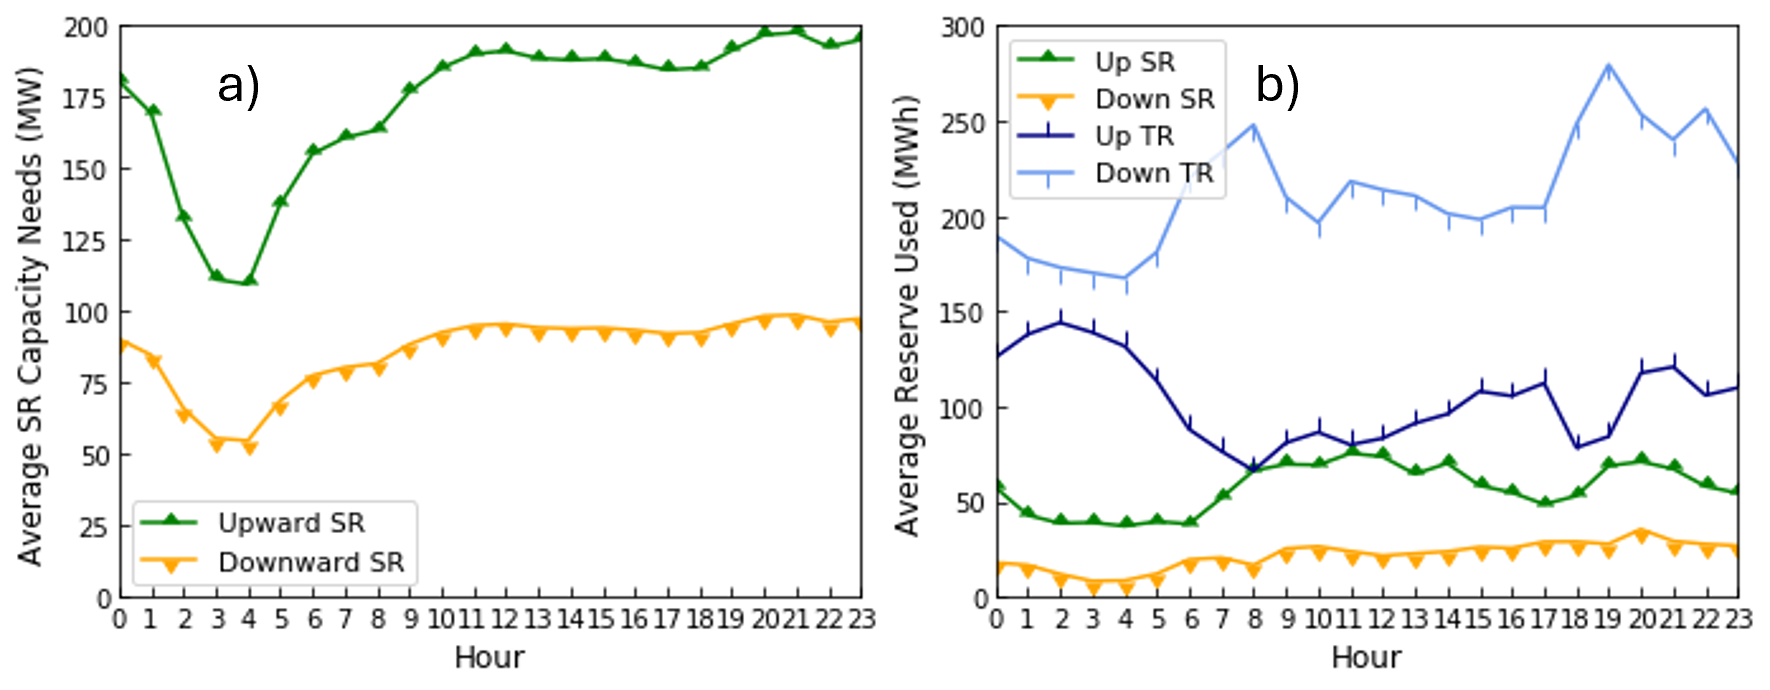 a)
Average SR Capacity Needs (MW)
200
175
150
125
100
75
50
25
0
Upward SR
Downward SR
0 1 2 3 4 5 6 7 8 9 10 11 12 13 14 15 16 17 18 19 20 21 22 23
Hour
b)
Average Reserve Used (MWh)
300
250
200
150
100
50
0
Up SR
Down SR
Up TR
Down TR
0 1 2 3 4 5 6 7 8 9 10 11 12 13 14 15 16 17 18 19 20 21 22 23
Hour